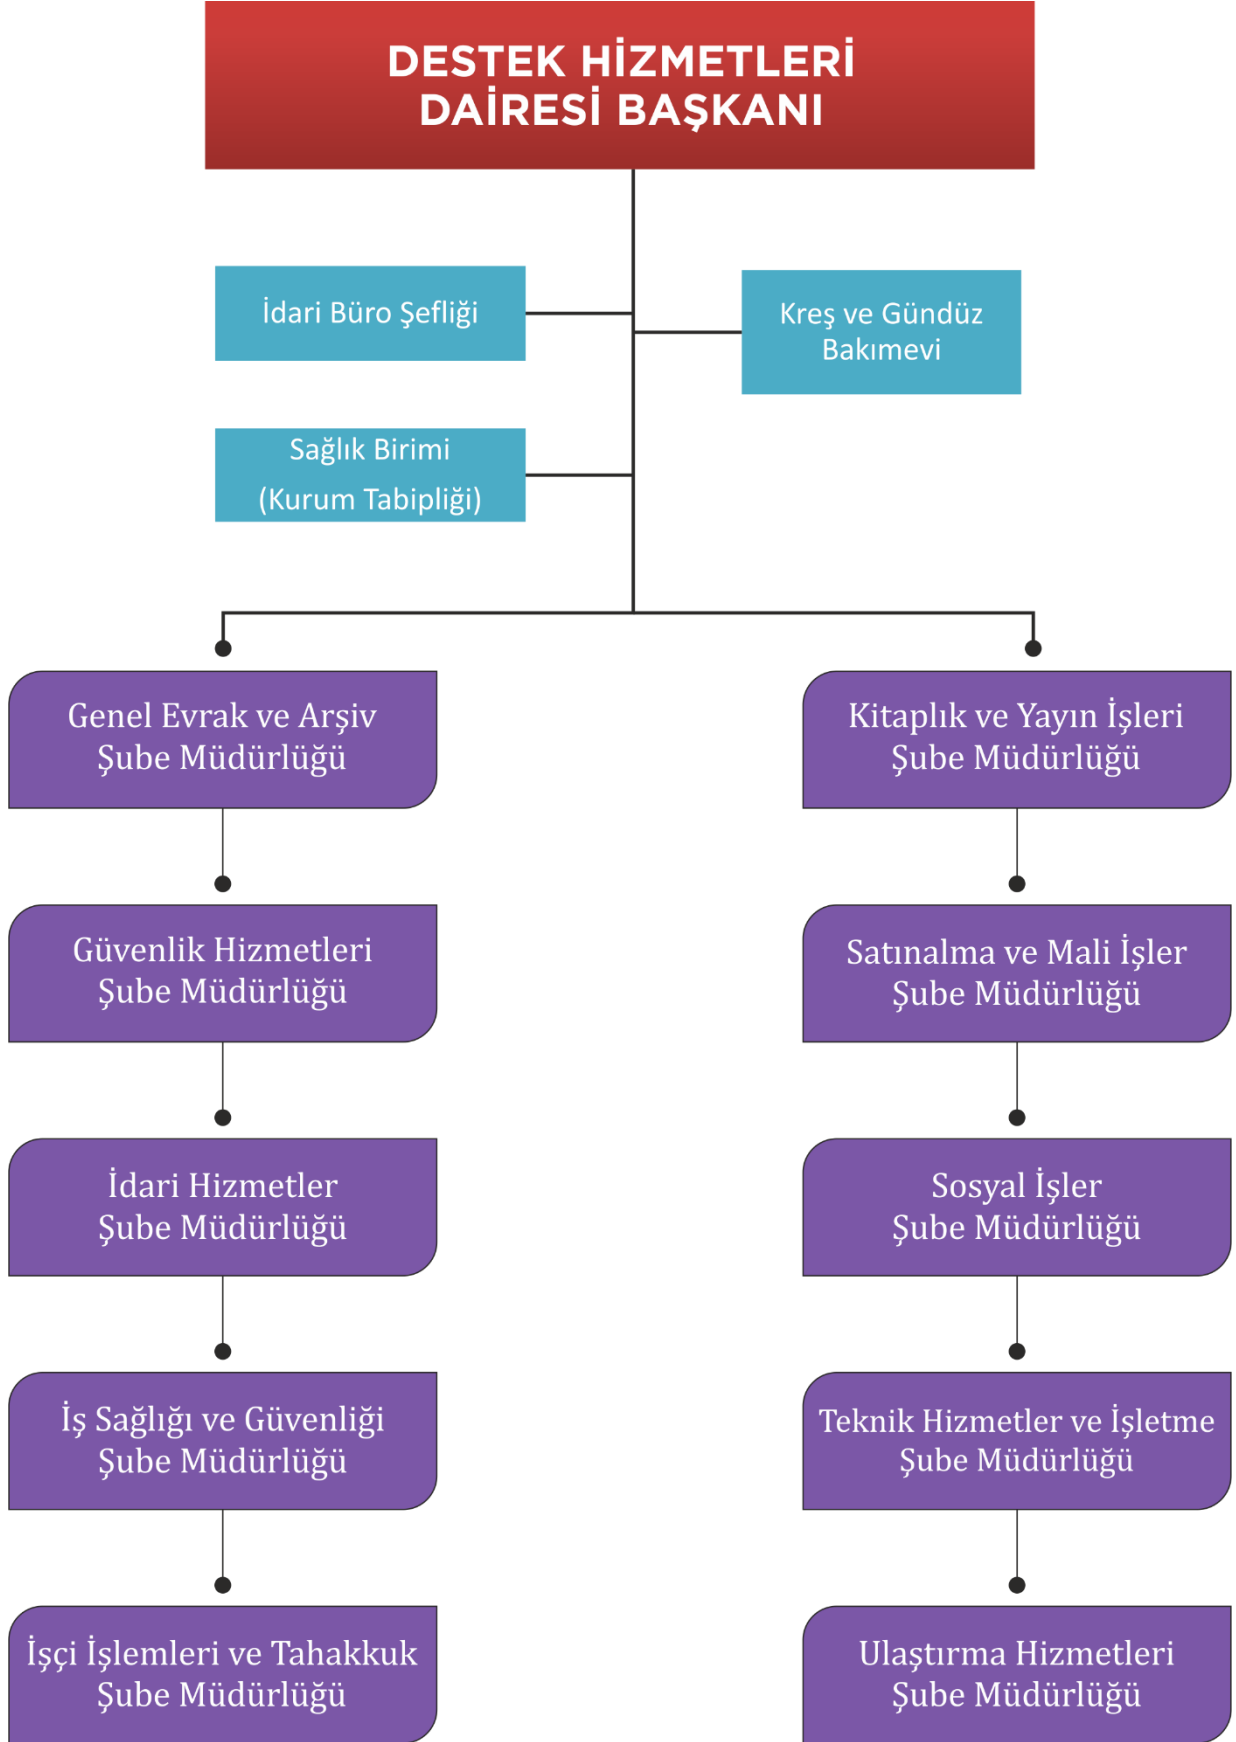 DESTEK HİZMETLERİ
DAİRESİ BAŞKANI
İdari Büro Şefliği
Kreş ve Gündüz
Bakımevi
Sağlık Birimi
(Kurum Tabipliği)
Genel Evrak ve Arşiv
Şube Müdürlüğü
Kitaplık ve Yayın İşleri
Şube Müdürlüğü
Güvenlik Hizmetleri
Şube Müdürlüğü
Satınalma ve Mali İşler
Şube Müdürlüğü
İdari Hizmetler
Şube Müdürlüğü
Sosyal İşler
Şube Müdürlüğü
İş Sağlığı ve Güvenliği
Şube Müdürlüğü
Teknik Hizmetler ve İşletme
Şube Müdürlüğü
İşçi İşlemleri ve Tahakkuk
Şube Müdürlüğü
Ulaştırma Hizmetleri
Şube Müdürlüğü